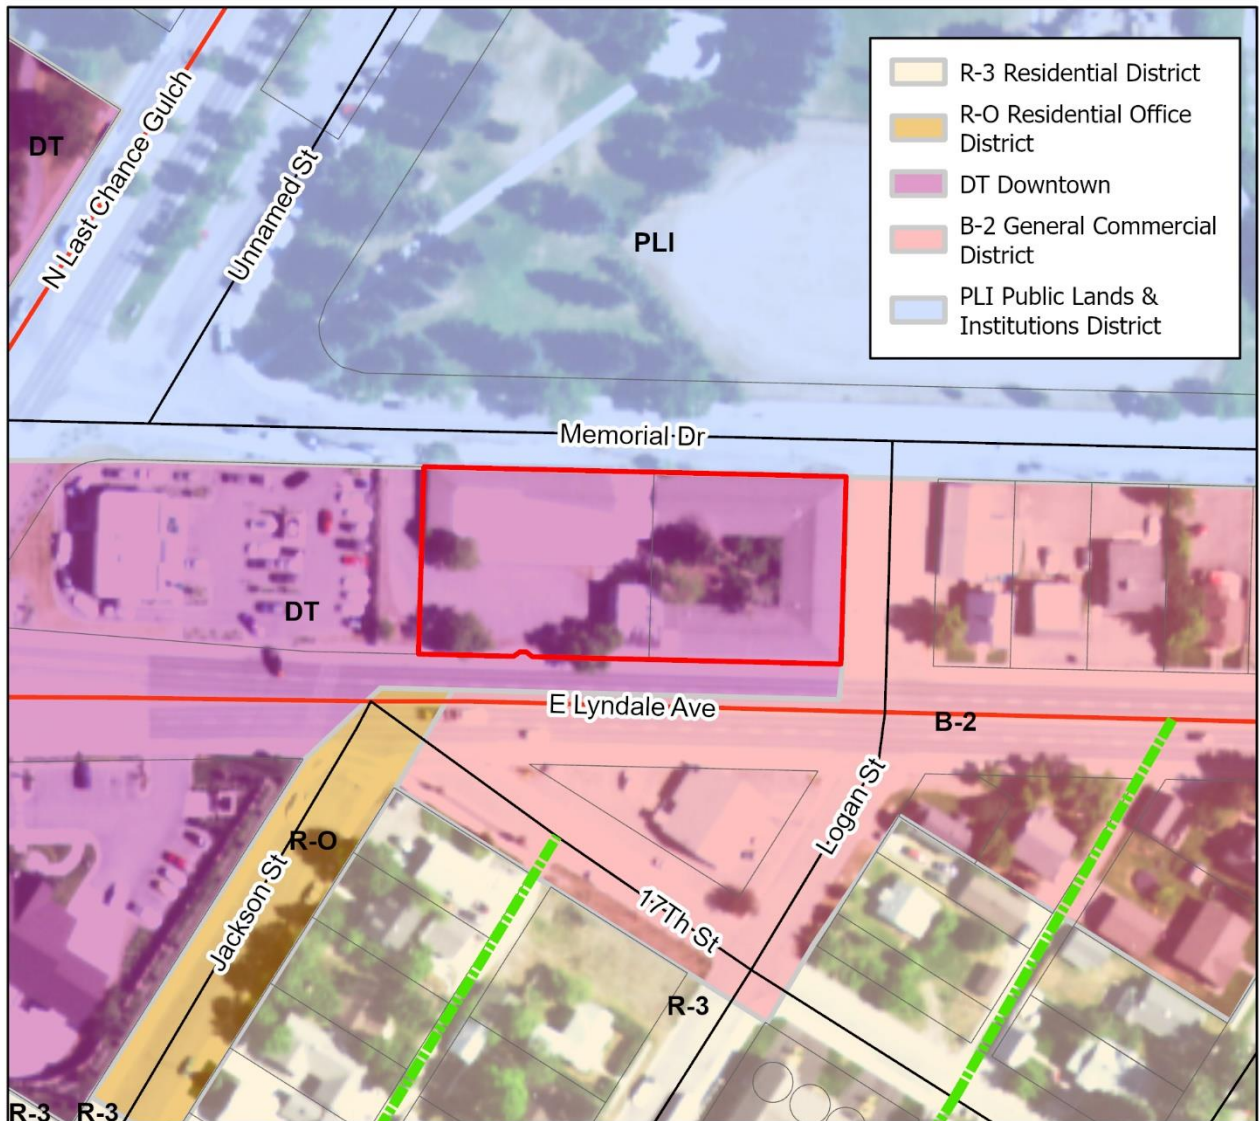 R-3 Residential District
R-O Residential Office
District
DT Downtown
B-2 General Commercial
District
PLI Public Lands &
Institutions District
DT
N Last Chance Gulch
Unnamed St
PLI
Memorial Dr
DT
E Lyndale Ave
B-2
Logan St
R-O
Jackson St
17Th St
R-3
R-3
R-3